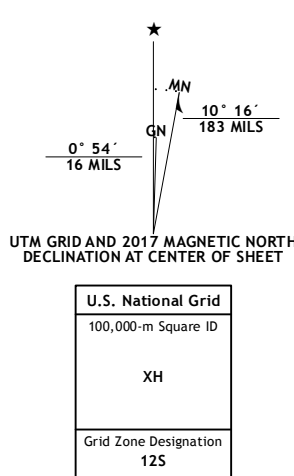 ★
MN
GN
10° 16´
183 MILS
0° 54´
16 MILS
UTM GRID AND 2017 MAGNETIC NORTH
DECLINATION AT CENTER OF SHEET
U.S. National Grid
100,000-m Square ID
XH
Grid Zone Designation
12S